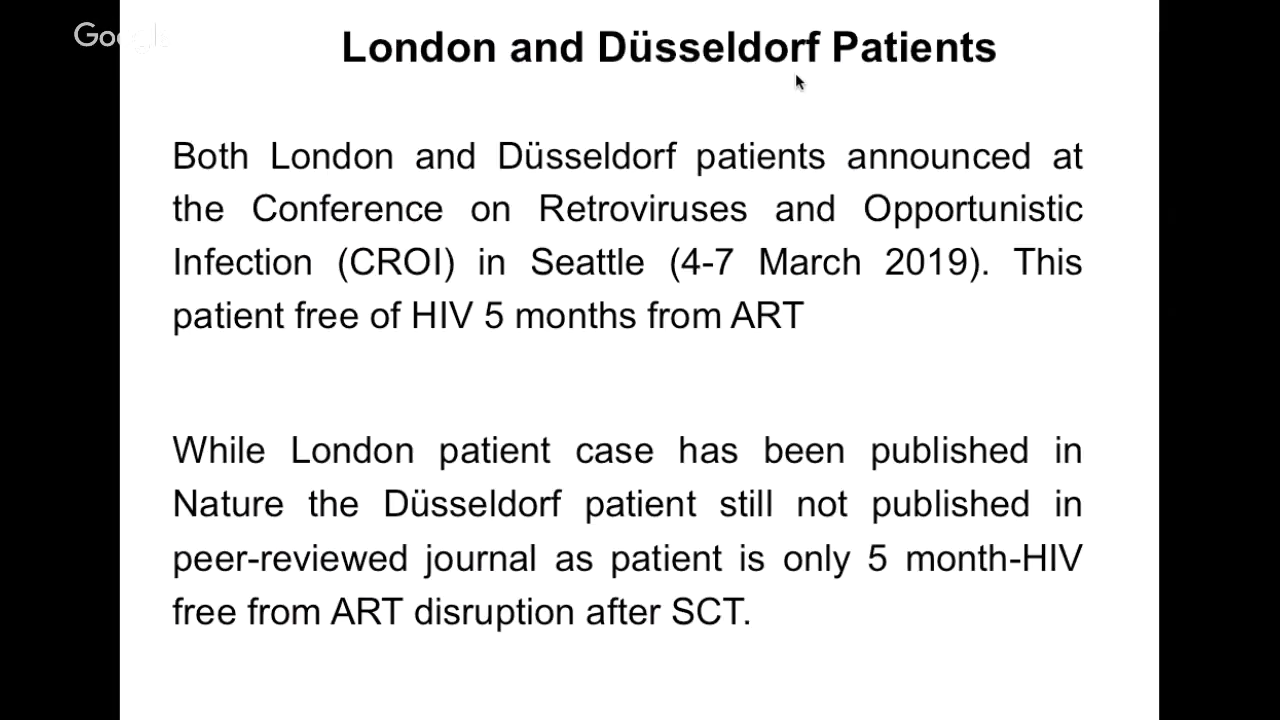 Google
London and Düsseldorf Patients
Both London and Düsseldorf patients announced at
the Conference on Retroviruses and Opportunistic
Infection (CROI) in Seattle (4-7 March 2019). This
patient free of HIV 5 months from ART
While London patient case has been published in
Nature the Düsseldorf patient still not published in
peer-reviewed journal as patient is only 5 month-HIV
free from ART disruption after SCT.